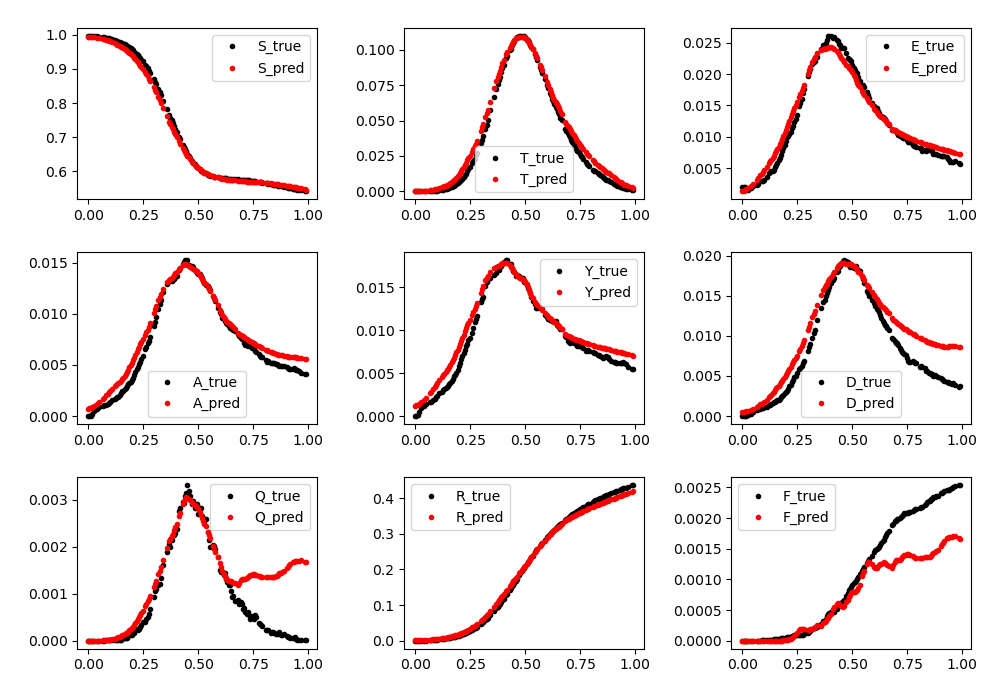 1.0
0.9
0.8
0.7
0.6
S_true
S_pred
0.00 0.25 0.50 0.75 1.00
0.100
0.075
0.050
0.025
0.000
T_true
T_pred
0.00 0.25 0.50 0.75 1.00
0.025
0.020
0.015
0.010
0.005
E_true
E_pred
0.00 0.25 0.50 0.75 1.00
0.015
0.010
0.005
0.000
A_true
A_pred
0.00 0.25 0.50 0.75 1.00
0.015
0.010
0.005
0.000
Y_true
Y_pred
0.00 0.25 0.50 0.75 1.00
0.020
0.015
0.010
0.005
0.000
D_true
D_pred
0.00 0.25 0.50 0.75 1.00
0.003
0.002
0.001
0.000
Q_true
Q_pred
0.00 0.25 0.50 0.75 1.00
0.4
0.3
0.2
0.1
0.0
R_true
R_pred
0.00 0.25 0.50 0.75 1.00
0.0025
0.0020
0.0015
0.0010
0.0005
0.0000
F_true
F_pred
0.00 0.25 0.50 0.75 1.00